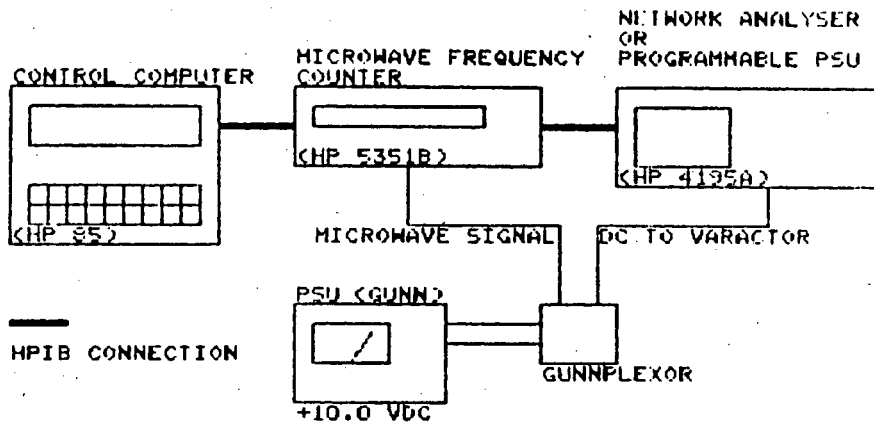 NETWORK ANALYSER
OR
PROGRAMMABLE PSU
MICROWAVE FREQUENCY
COUNTER
CONTROL COMPUTER
(HP 5351B)
(HP 4195A)
(HP 85)
MICROWAVE SIGNAL
DC TO VARACTOR
PSU (GUNN)
HPIB CONNECTION
GUNNPLEXOR
+10.0 VDC